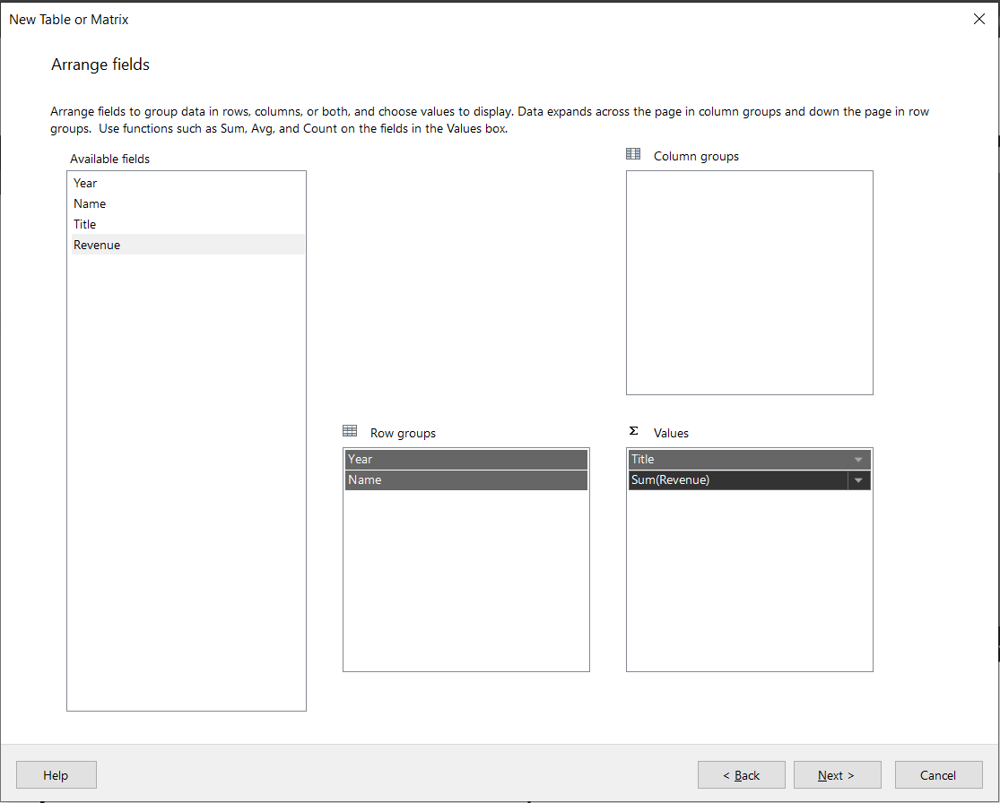 New Table or Matrix
Arrange fields
Arrange fields to group data in rows, columns, or both, and choose values to display. Data expands across the page in column groups and down the page in row
groups.  Use functions such as Sum, Avg, and Count on the fields in the Values box.
Available fields
Year
Name
Title
Revenue
Column groups
Row groups
Year
Name
Σ Values
Title
Sum(Revenue)
Help
< Back
Next >
Cancel